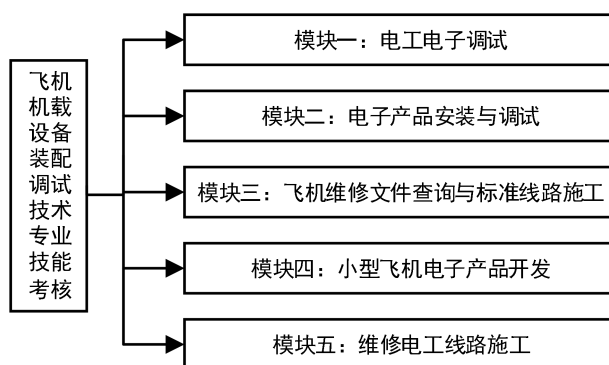 飞机
机载
设备
装配
调试
技术
专业
技能
考核
模块一：电工电子调试
模块二：电子产品安装与调试
模块三：飞机维修文件查询与标准线路施工
模块四：小型飞机电子产品开发
模块五：维修电工线路施工